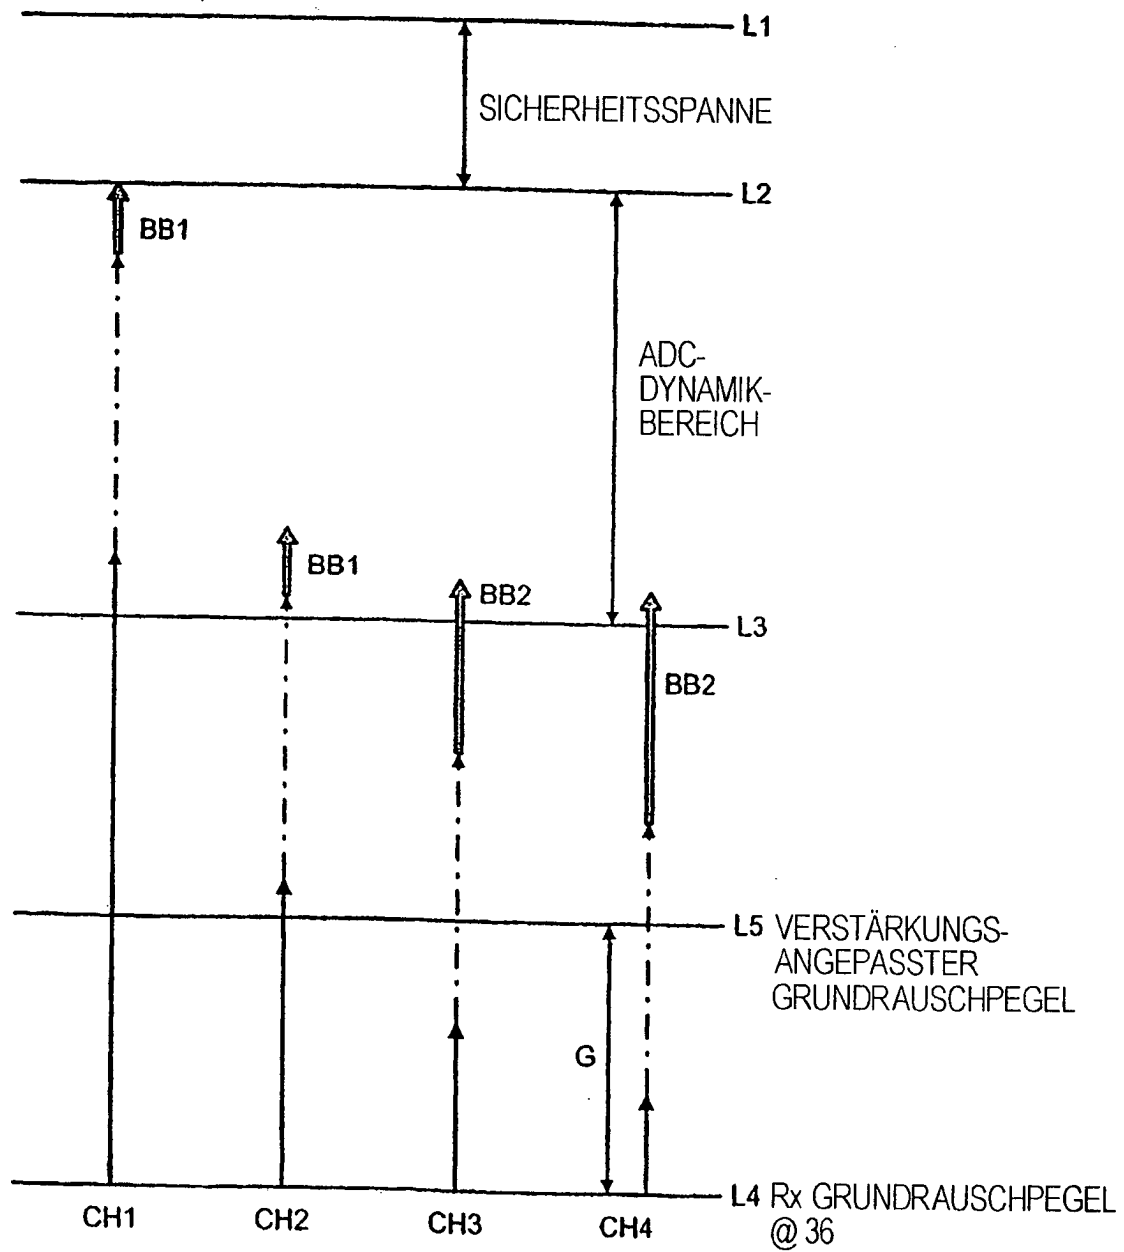 L1
SICHERHEITSSPANNE
L2
BB1
ADC-
DYNAMIK-
BEREICH
BB1
BB2
L3
BB2
L5 VERSTÄRKUNGS-
ANGEPASSTER
GRUNDRAUSCHPEGEL
G
L4 Rx GRUNDRAUSCHPEGEL
@ 36
CH1 CH2 CH3 CH4